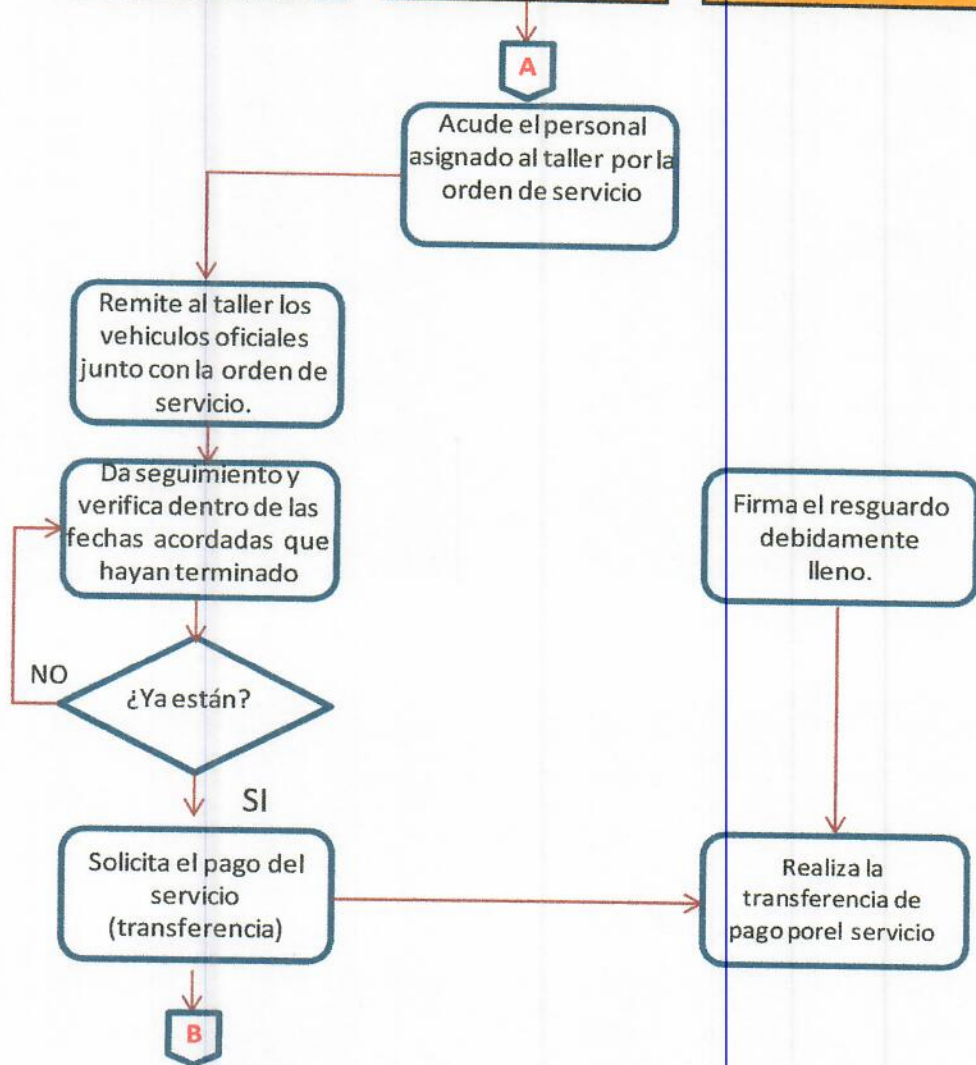 A
Acude el personal
asignado al taller por la
orden de servicio
Remite al taller los
vehiculos oficiales
junto con la orden de
servicio.
Da seguimiento y
verifica dentro de las
fechas acordadas que
hayan terminado
Firma el resguardo
debidamente
lleno.
NO
¿Ya están?
SI
Solicita el pago del
servicio
(transferencia)
Realiza la
transferencia de
pago porel servicio
B